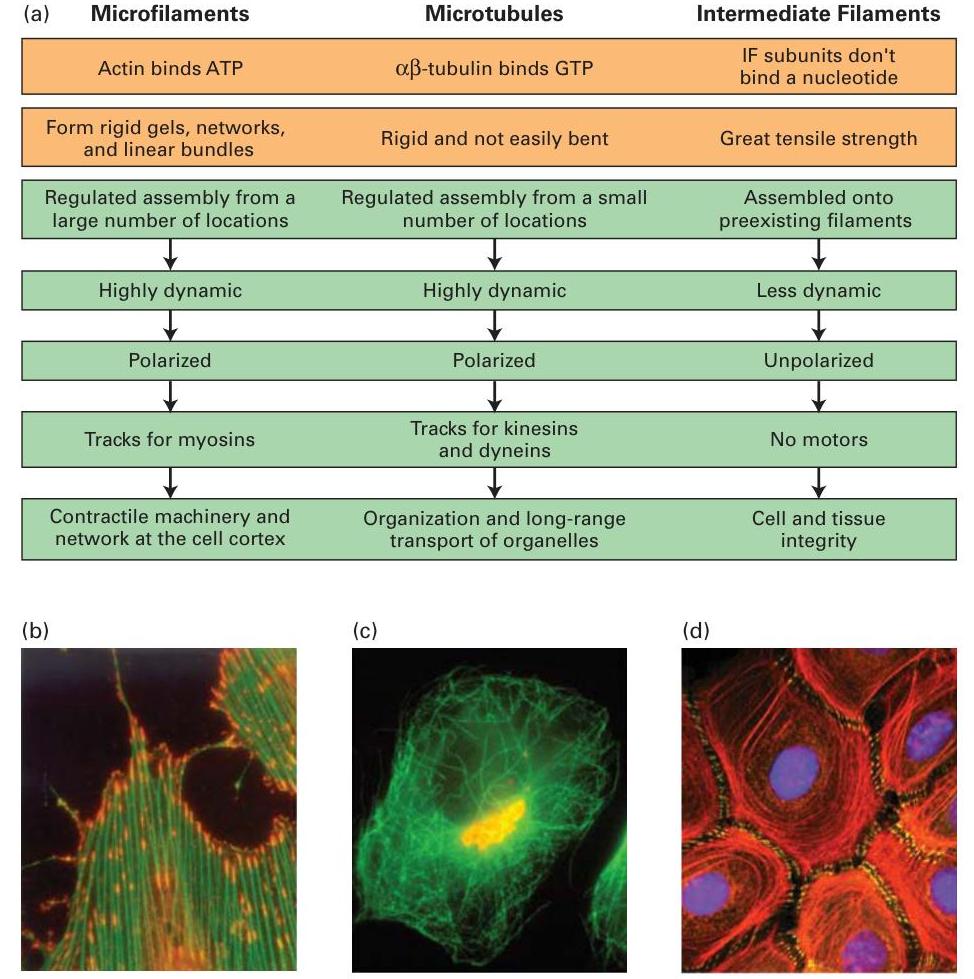 (a) Microfilaments Microtubules Intermediate Filaments
Actin binds ATP
αβ-tubulin binds GTP
IF subunits don't
bind a nucleotide
Form rigid gels, networks,
and linear bundles
Rigid and not easily bent
Great tensile strength
Regulated assembly from a
large number of locations
Regulated assembly from a small
number of locations
Assembled onto
preexisting filaments
Highly dynamic
Highly dynamic
Less dynamic
Polarized
Polarized
Unpolarized
Tracks for myosins
Tracks for kinesins
and dyneins
No motors
Contractile machinery and
network at the cell cortex
Organization and long-range
transport of organelles
Cell and tissue
integrity
(b)
(c)
(d)